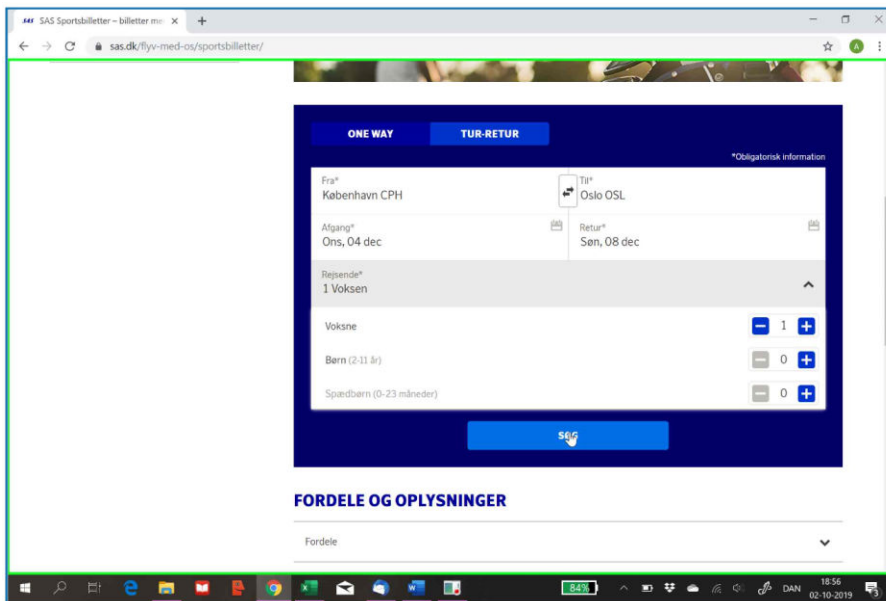 SAS SAS Sportsbilletter – billetter me
sas.dk/flyv-med-os/sportsbilletter/
A
ONE WAY TUR-RETUR
*Obligatorisk information
Fra* Til*
København CPH Oslo OSL
Afgang* Retur*
Ons, 04 dec Søn, 08 dec
Rejsende*
1 Voksen
Voksne 1
Børn (2-11 år) 0
Spædbørn (0-23 måneder) 0
SØG
FORDELE OG OPLYSNINGER
Fordele
84% DAN 18:56
02-10-2019 3